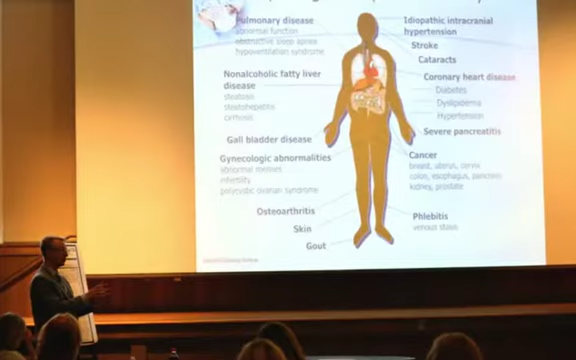 Pulmonary disease
abnormal function
obstructive sleep apnea
hypoventilation syndrome
Nonalcoholic fatty liver
disease
steatosis
steatohepatitis
cirrhosis
Gall bladder disease
Gynecologic abnormalities
abnormal menses
infertility
polycystic ovarian syndrome
Osteoarthritis
Skin
Gout
Idiopathic intracranial
hypertension
Stroke
Cataracts
Coronary heart disease
Diabetes
Dyslipidemia
Hypertension
Severe pancreatitis
Cancer
breast, uterus, cervix
colon, esophagus, pancreas
kidney, prostate
Phlebitis
venous stasis